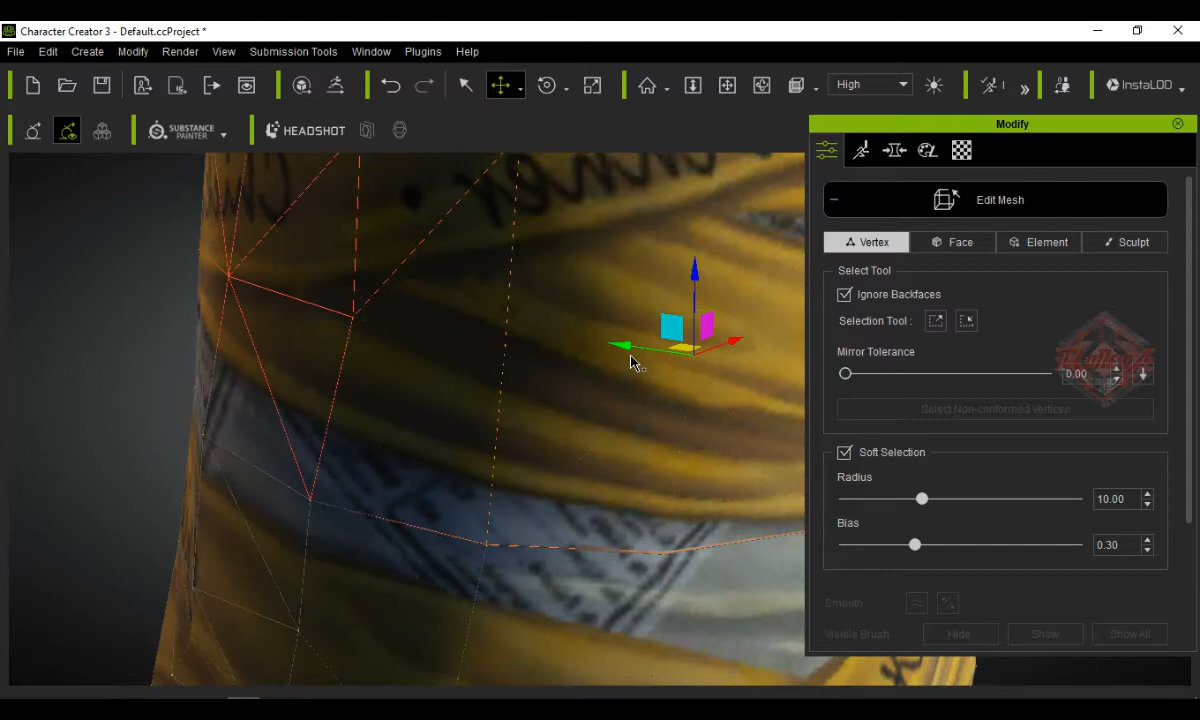 Character Creator 3 - Default.ccProject *
File Edit Create Modify Render View Submission Tools Window Plugins Help
High
InstaLOD
SUBSTANCE PAINTER
HEADSHOT
Modify
Edit Mesh
Vertex Face Element Sculpt
Select Tool
Ignore Backfaces
Selection Tool :
Mirror Tolerance
0.00
Select Non-conformed Vertices
Soft Selection
Radius
10.00
Bias
0.30
Smooth
Visible Brush Hide Show Show All